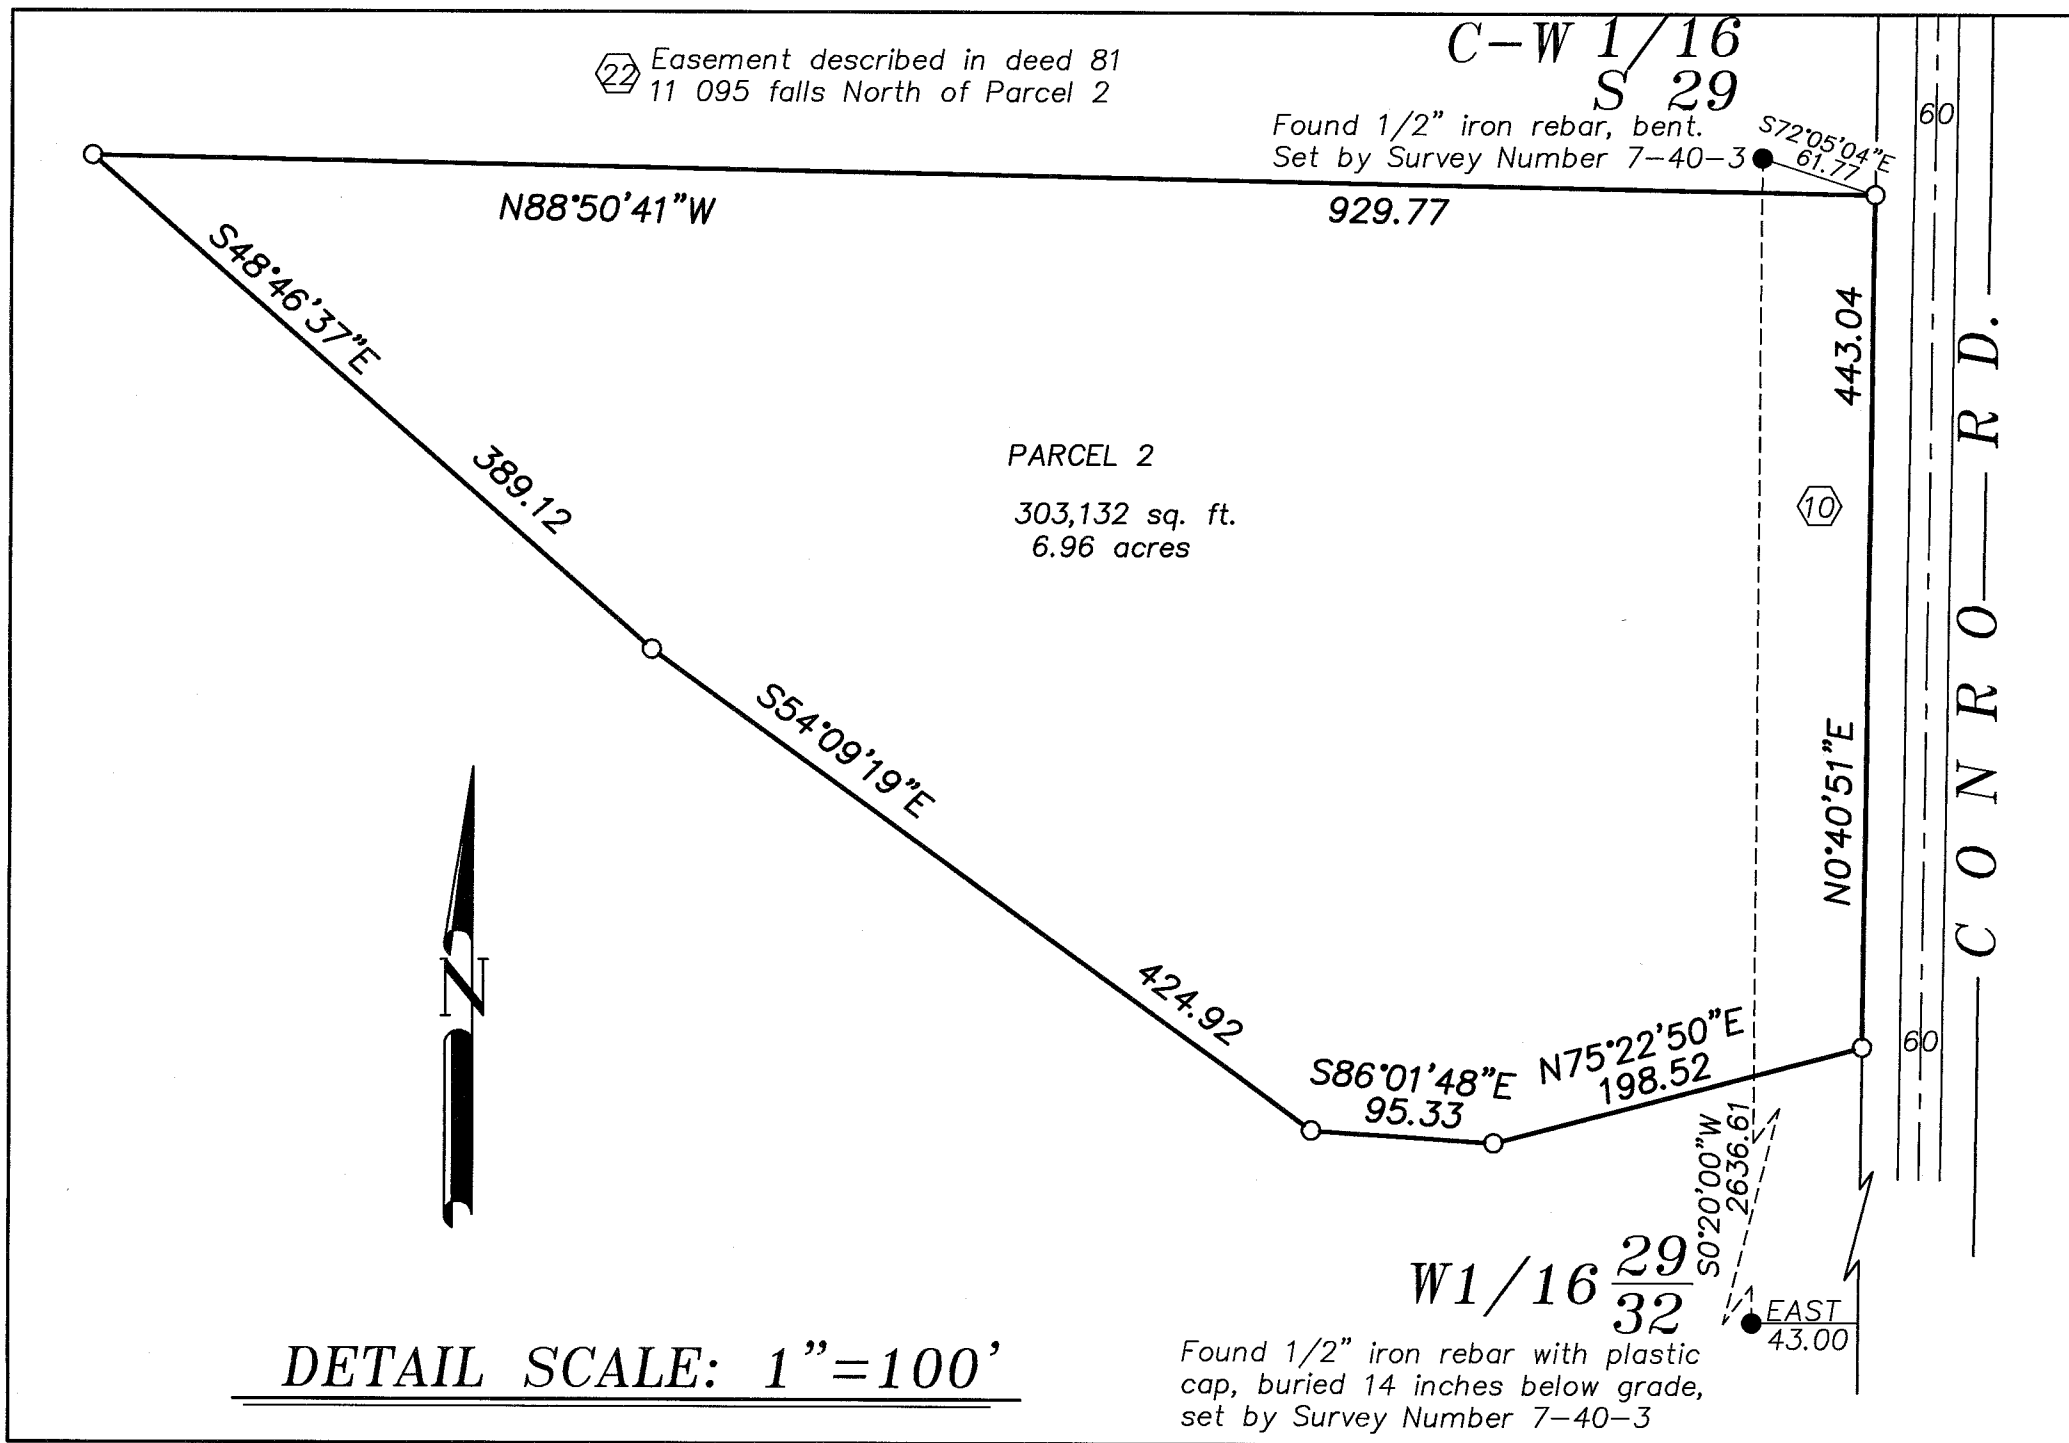 C-W 1/16
S 29
22
Easement described in deed 81
11 095 falls North of Parcel 2
Found 1/2" iron rebar, bent.
Set by Survey Number 7-40-3
S72°05'04"E
61.77
60
N88°50'41"W
929.77
S48°46'37"E
389.12
443.04
N0°40'51"E
10
PARCEL 2
303,132 sq. ft.
6.96 acres
CONRO RD.
S54°09'19"E
424.92
N
S86°01'48"E
95.33
N75°22'50"E
198.52
60
S0°20'00"W
2636.61
W1/16 29
32
EAST
43.00
Found 1/2" iron rebar with plastic
cap, buried 14 inches below grade,
set by Survey Number 7-40-3
DETAIL SCALE: 1"=100'